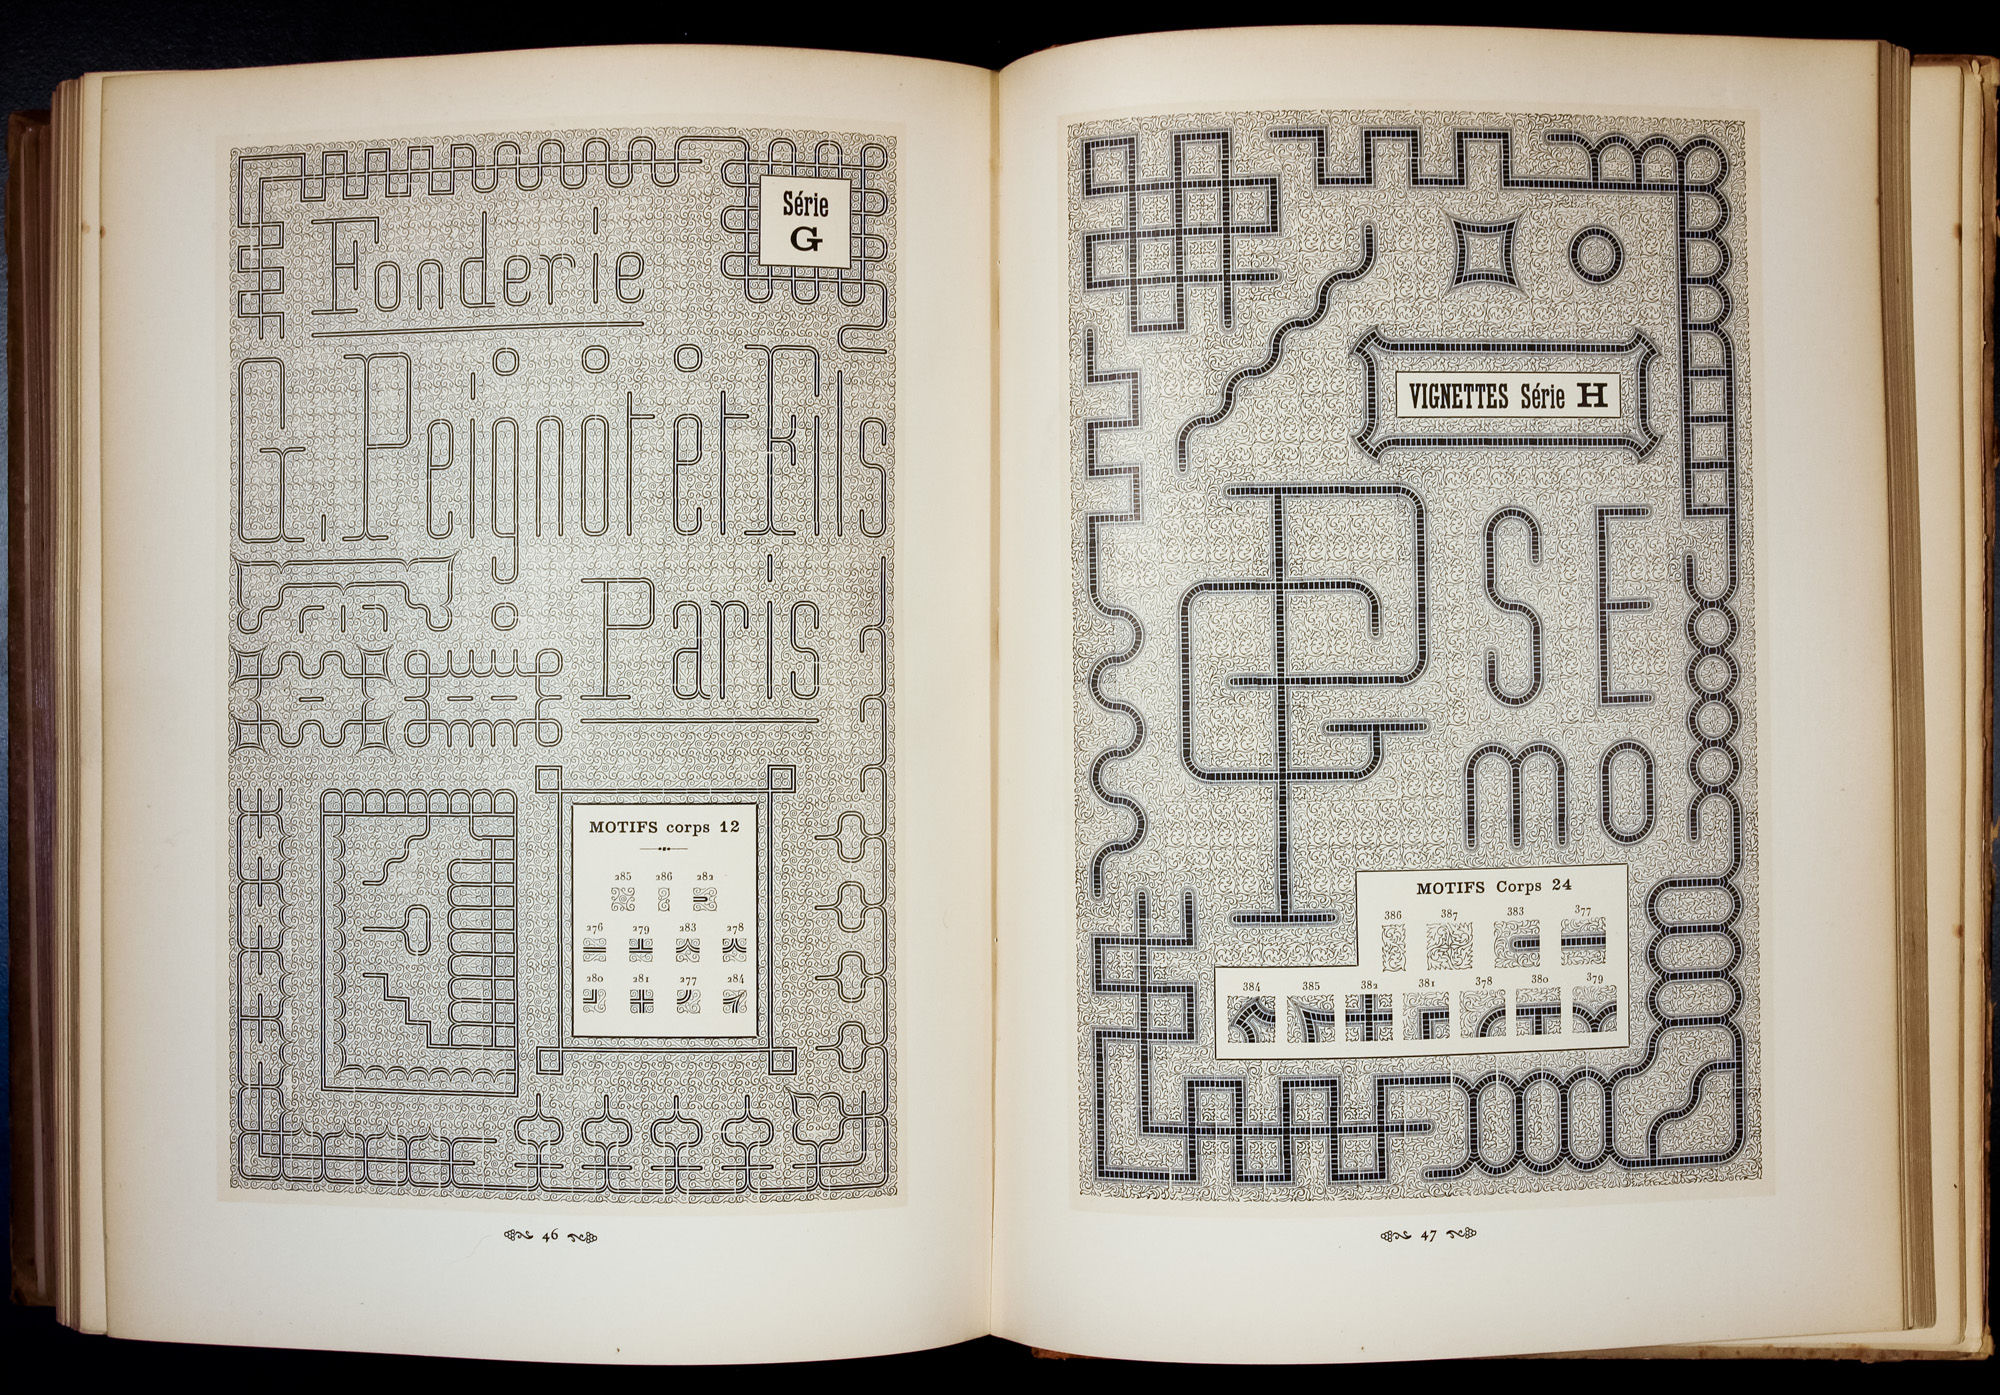 Série
G
Fonderie
G. Peignot et Fils
Paris
MOTIFS corps 12
285 286 282
276 279 283 278
280 281 277 284
46
VIGNETTES Série H
GP
SE
mo
MOTIFS Corps 24
386 387 383 377
384 385 382 381 378 380 379
47